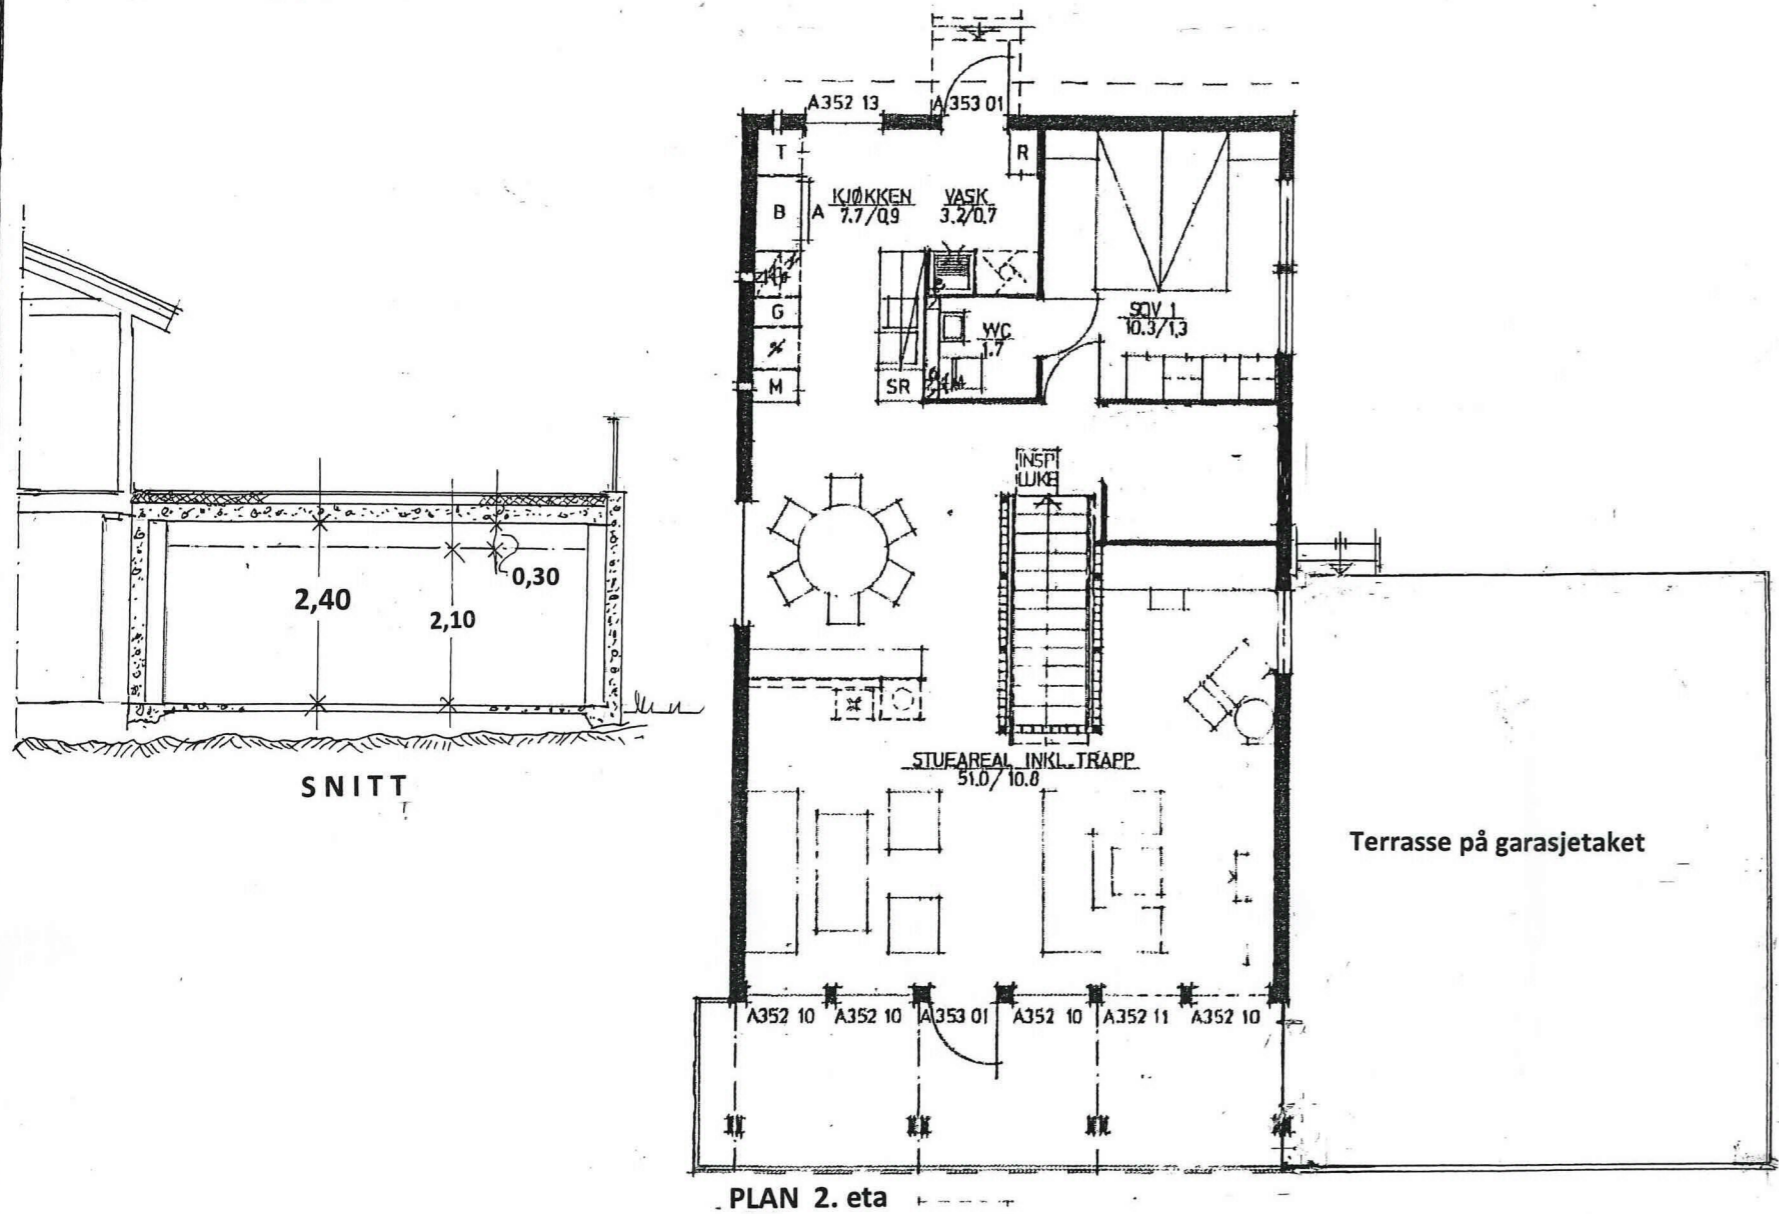 A352 13
A353 01
T
R
B
A
KJØKKEN
7.7/0.9
VASK
3.2/0.7
G
M
SR
WC
1.7
SOV 1
10.3/1.3
INSP
LUKE
2,40
2,10
0,30
SNITT
STUEAREAL INKL. TRAPP
51.0/10.8
Terrasse på garasjetaket
A352 10
A352 10
A353 01
A352 10
A352 11
A352 10
PLAN 2. eta